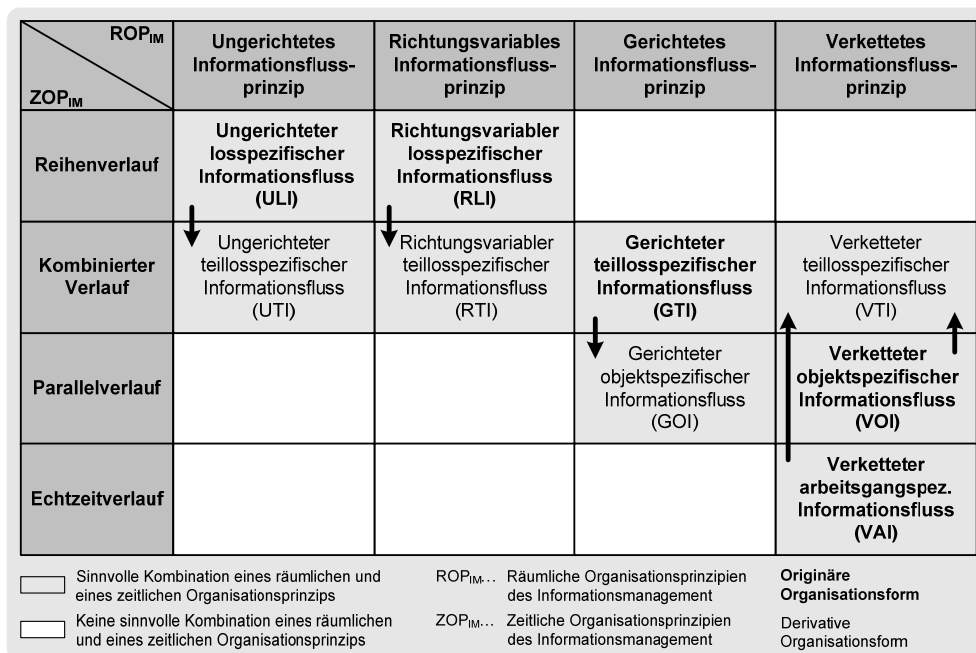 ROP_IM
ZOP_IM
Ungerichtetes
Informationsfluss-
prinzip
Richtungsvariables
Informationsfluss-
prinzip
Gerichtetes
Informationsfluss-
prinzip
Verkettetes
Informationsfluss-
prinzip
Reihenverlauf
Ungerichteter
losspezifischer
Informationsfluss
(ULI)
Richtungsvariabler
losspezifischer
Informationsfluss
(RLI)
Kombinierter
Verlauf
Ungerichteter
teillosspezifischer
Informationsfluss
(UTI)
Richtungsvariabler
teillosspezifischer
Informationsfluss
(RTI)
Gerichteter
teillosspezifischer
Informationsfluss
(GTI)
Verketteter
teillosspezifischer
Informationsfluss
(VTI)
Parallelverlauf
Gerichteter
objektspezifischer
Informationsfluss
(GOI)
Verketteter
objektspezifischer
Informationsfluss
(VOI)
Echtzeitverlauf
Verketteter
arbeitsgangspez.
Informationsfluss
(VAI)
Sinnvolle Kombination eines räumlichen und
eines zeitlichen Organisationsprinzips
Keine sinnvolle Kombination eines räumlichen
und eines zeitlichen Organisationsprinzips
ROP_IM… Räumliche Organisationsprinzipien
des Informationsmanagement
ZOP_IM… Zeitliche Organisationsprinzipien
des Informationsmanagement
Originäre
Organisationsform
Derivative
Organisationsform